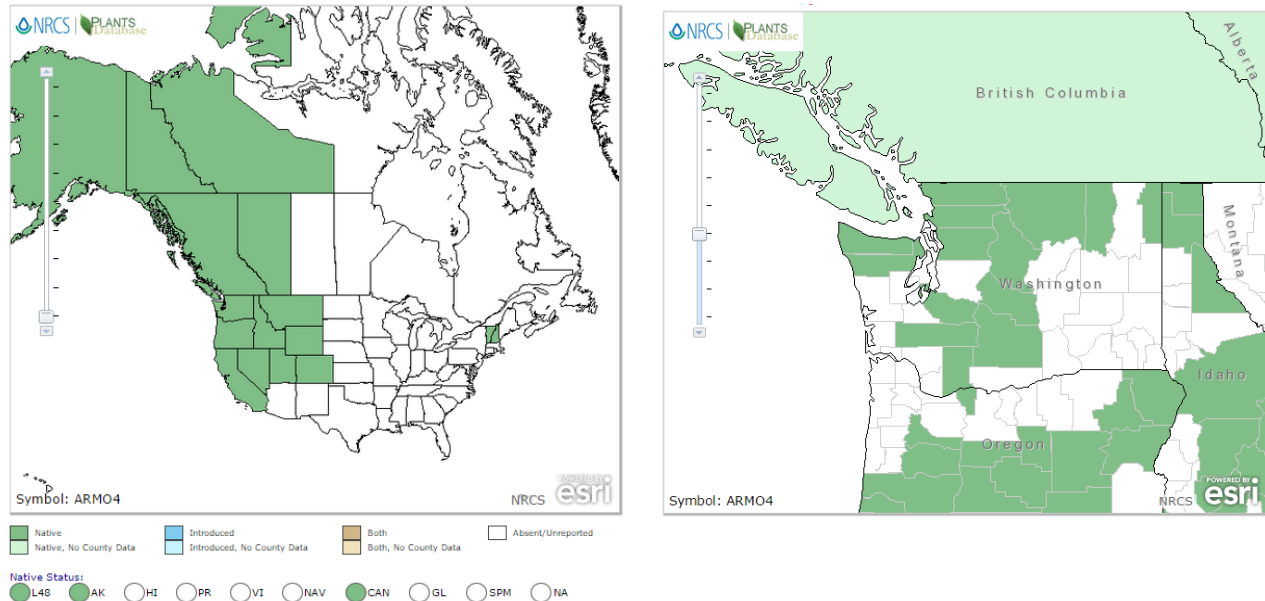 NRCS PLANTS Database
Symbol: ARMO4
NRCS
POWERED BY
esri
Native
Introduced
Both
Absent/Unreported
Native, No County Data
Introduced, No County Data
Both, No County Data
Native Status:
L48 AK HI PR VI NAV CAN GL SPM NA
NRCS PLANTS Database
Alberta
British Columbia
Montana
Washington
Idaho
Oregon
Symbol: ARMO4
NRCS
POWERED BY
esri